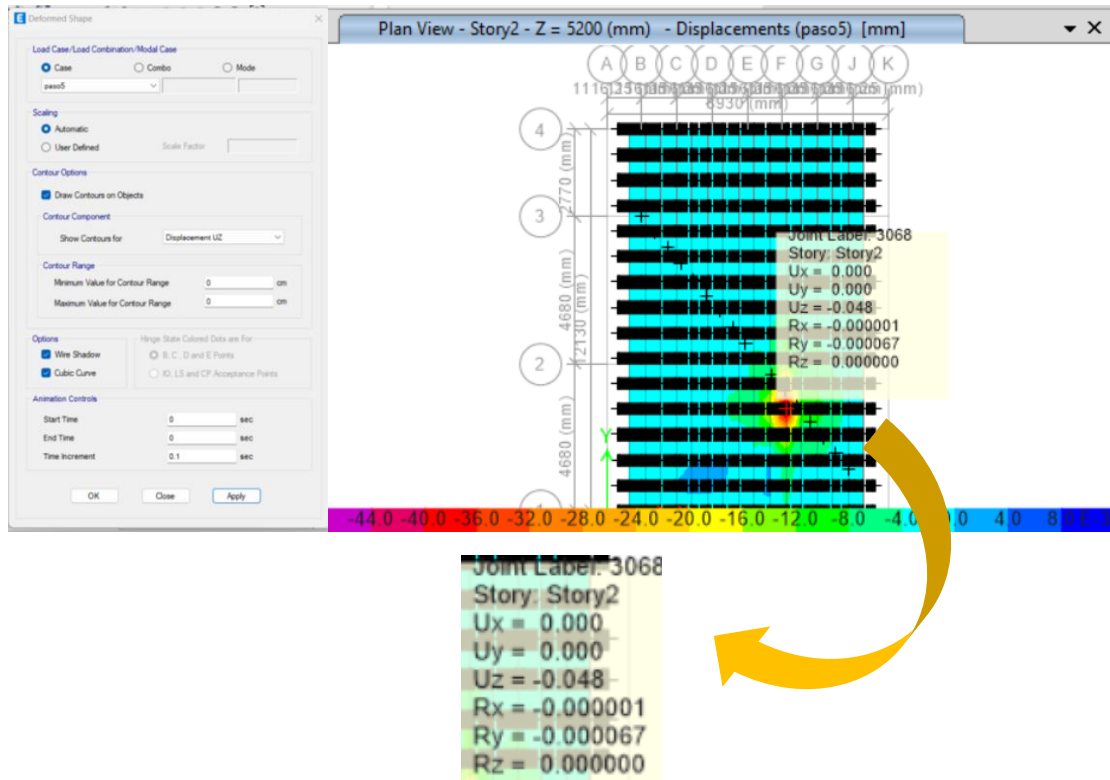 Deformed Shape
Load Case/Load Combination/Modal Case
Case
Combo
Mode
paso5
Scaling
Automatic
User Defined
Scale Factor
Contour Options
Draw Contours on Objects
Contour Component
Show Contours for
Displacement UZ
Contour Range
Minimum Value for Contour Range
0
cm
Maximum Value for Contour Range
0
cm
Options
Wire Shadow
Cubic Curve
Hinge State Colored Dots are For
B, C , D and E Points
IO, LS and CP Acceptance Points
Animation Controls
Start Time
0
sec
End Time
0
sec
Time Increment
0.1
sec
OK
Close
Apply
Plan View - Story2 - Z = 5200 (mm) - Displacements (paso5) [mm]
A B C D E F G J K
8930 (mm)
4
2770 (mm)
3
4680 (mm)
12130 (mm)
2
4680 (mm)
Y
Joint Label: 3068
Story: Story2
Ux = 0.000
Uy = 0.000
Uz = -0.048
Rx = -0.000001
Ry = -0.000067
Rz = 0.000000
-44.0 -40.0 -36.0 -32.0 -28.0 -24.0 -20.0 -16.0 -12.0 -8.0 -4.0 0.0 4.0
Joint Label: 3068
Story: Story2
Ux = 0.000
Uy = 0.000
Uz = -0.048
Rx = -0.000001
Ry = -0.000067
Rz = 0.000000